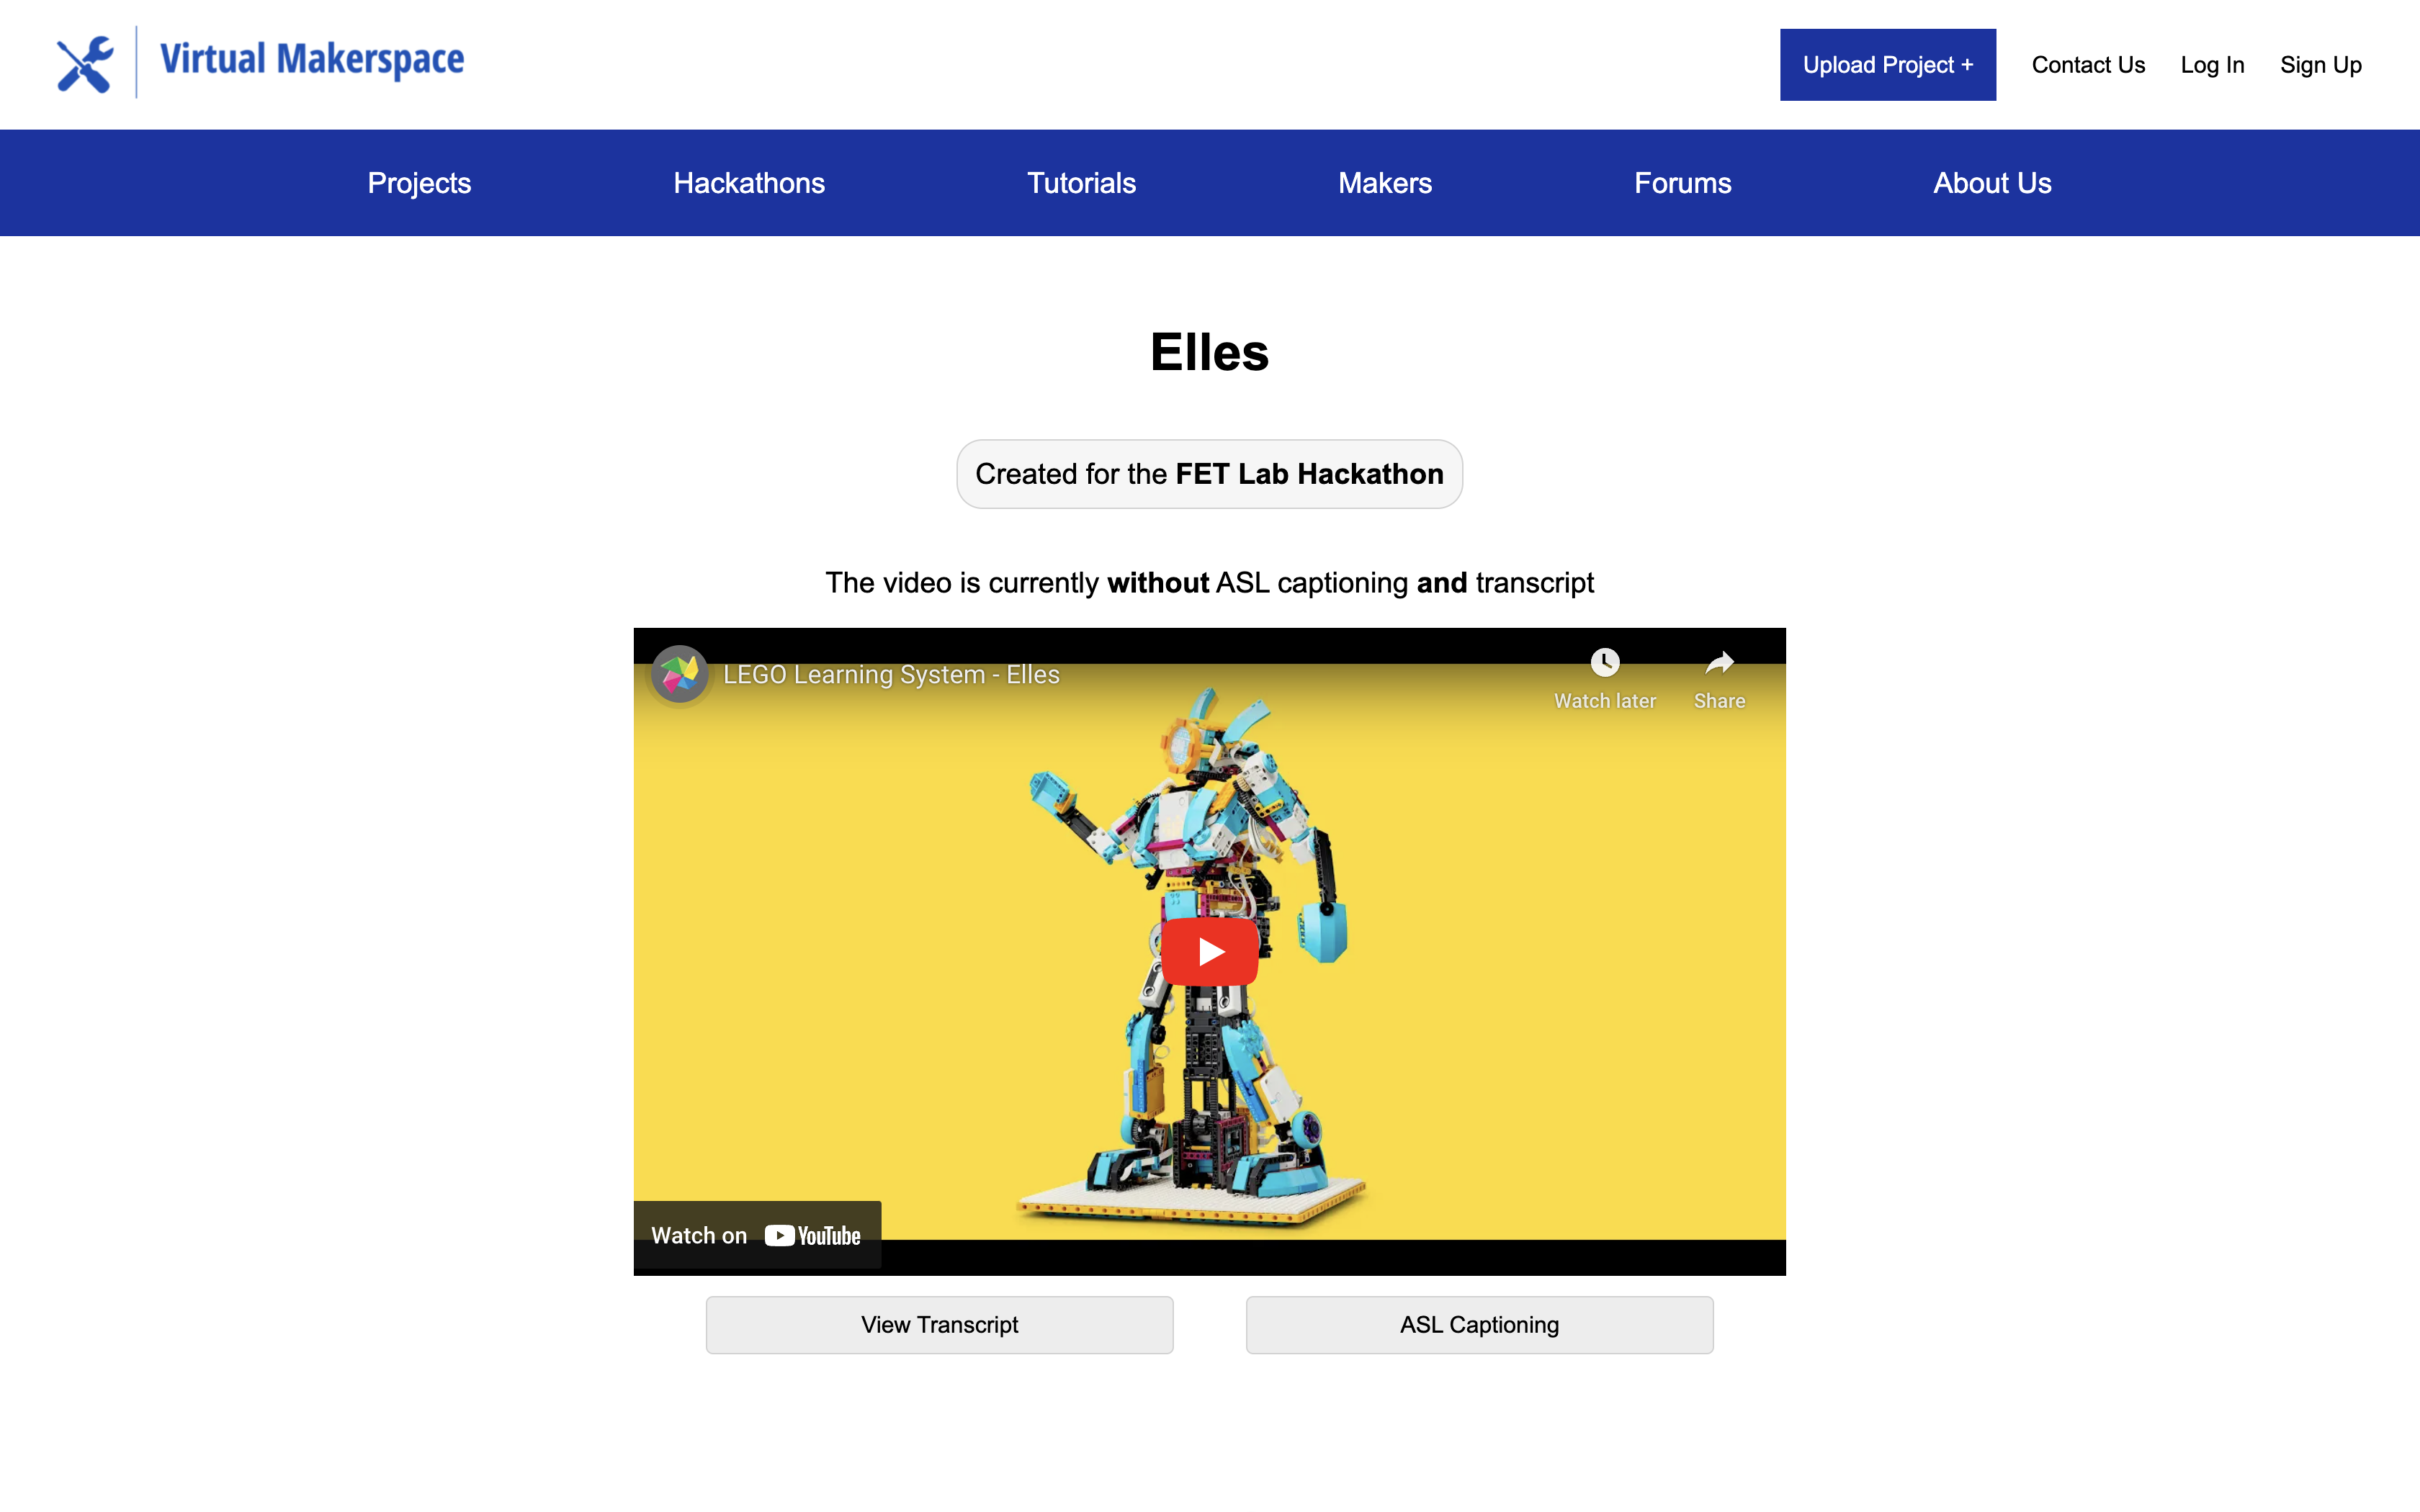 Virtual Makerspace
Upload Project +
Contact Us
Log In
Sign Up
Projects
Hackathons
Tutorials
Makers
Forums
About Us
Elles
Created for the FET Lab Hackathon
The video is currently without ASL captioning and transcript
LEGO Learning System - Elles
Watch later
Share
Watch on YouTube
View Transcript
ASL Captioning